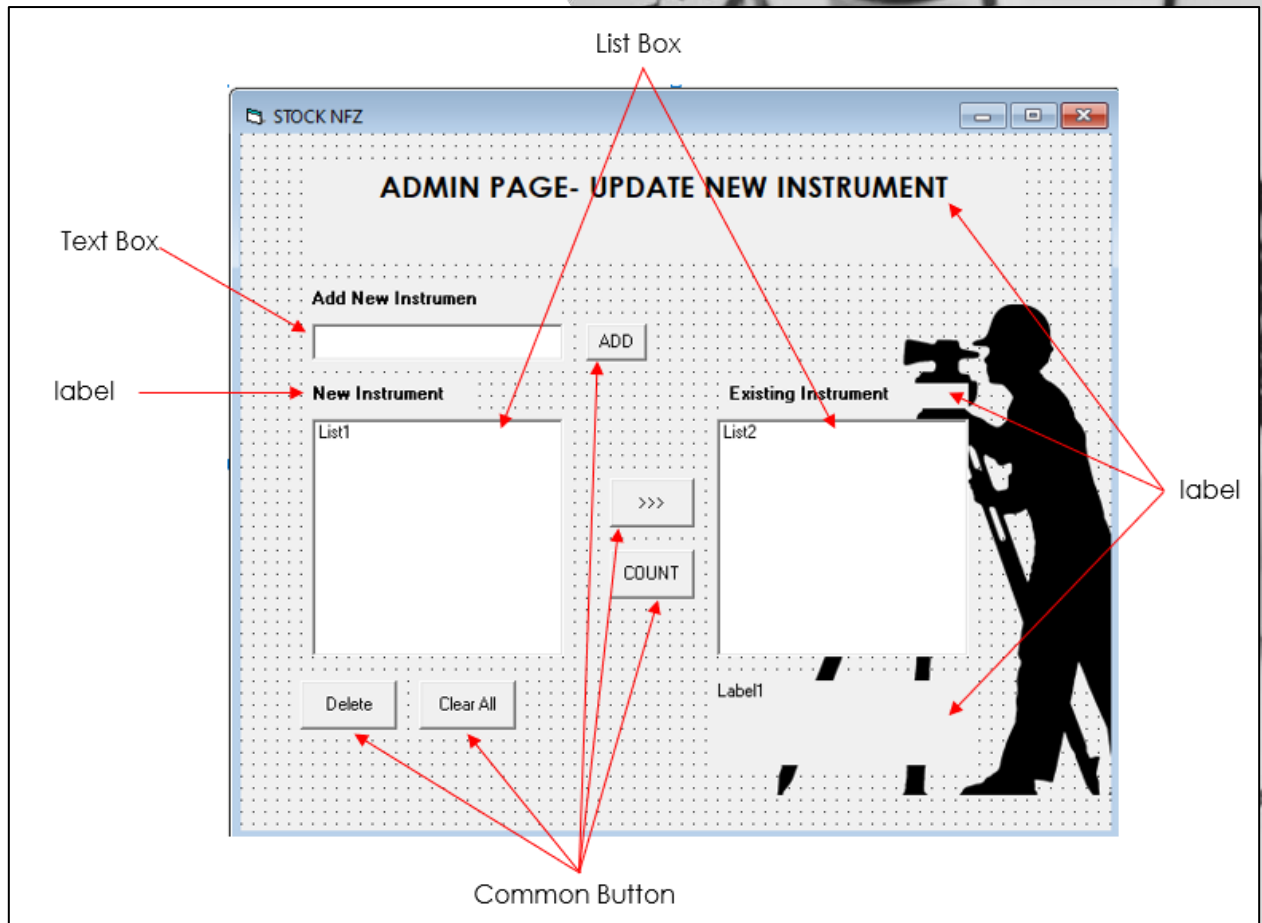 List Box
STOCK NFZ
ADMIN PAGE- UPDATE NEW INSTRUMENT
Text Box
Add New Instrumen
ADD
label
New Instrument
Existing Instrument
List1
List2
label
>>>
COUNT
Label1
Delete
Clear All
Common Button